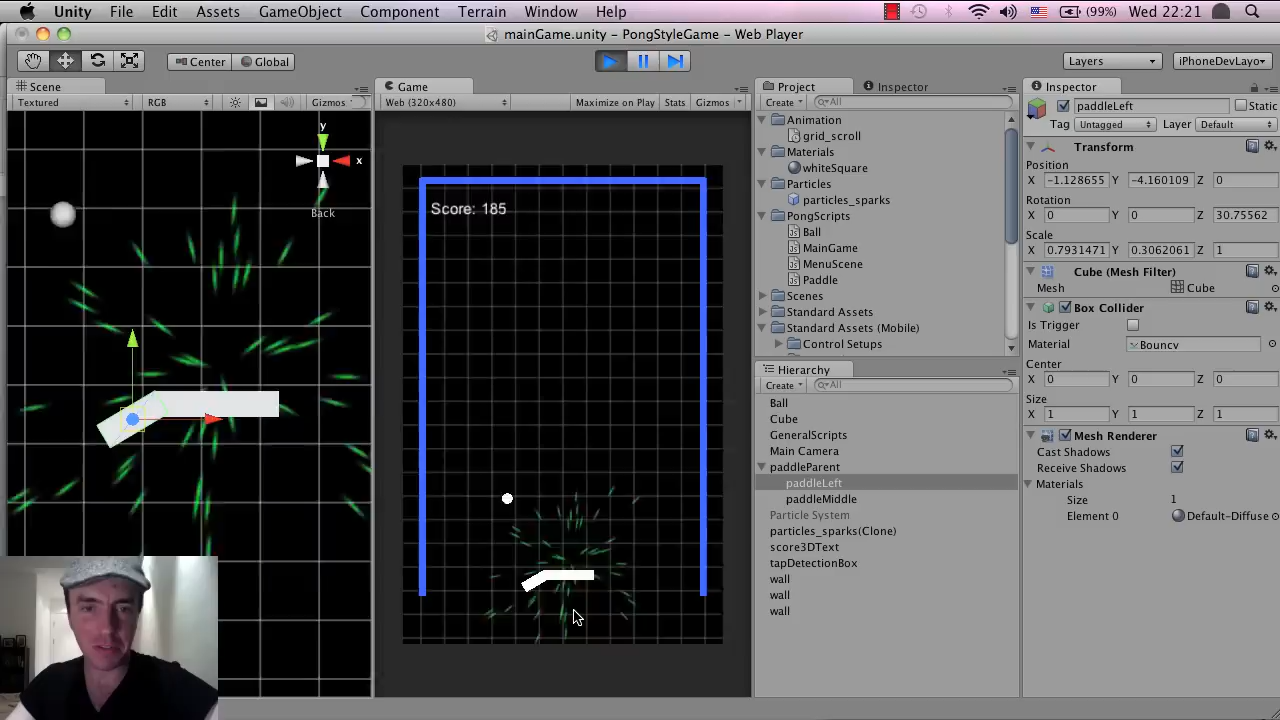 Unity File Edit Assets GameObject Component Terrain Window Help (99%) Wed 22:21
mainGame.unity - PongStyleGame - Web Player
Center Global Layers iPhoneDevLayo
Scene Game Project Inspector Inspector
Textured RGB Gizmos Web (320x480) Maximize on Play Stats Gizmos Create All
paddleLeft Static
Tag Untagged Layer Default
Animation
grid_scroll
Materials
whiteSquare
Particles
particles_sparks
PongScripts
Ball
MainGame
MenuScene
Paddle
Scenes
Standard Assets
Standard Assets (Mobile)
Control Setups
y
x
Back
Score: 185
Hierarchy
Create All
Ball
Cube
GeneralScripts
Main Camera
paddleParent
paddleLeft
paddleMiddle
Particle System
particles_sparks(Clone)
score3DText
tapDetectionBox
wall
wall
wall
Transform
Position
X -1.128655 Y -4.160109 Z 0
Rotation
X 0 Y 0 Z 30.75562
Scale
X 0.7931471 Y 0.3062061 Z 1
Cube (Mesh Filter)
Mesh Cube
Box Collider
Is Trigger
Material Bouncy
Center
X 0 Y 0 Z 0
Size
X 1 Y 1 Z 1
Mesh Renderer
Cast Shadows
Receive Shadows
Materials
Size 1
Element 0 Default-Diffuse